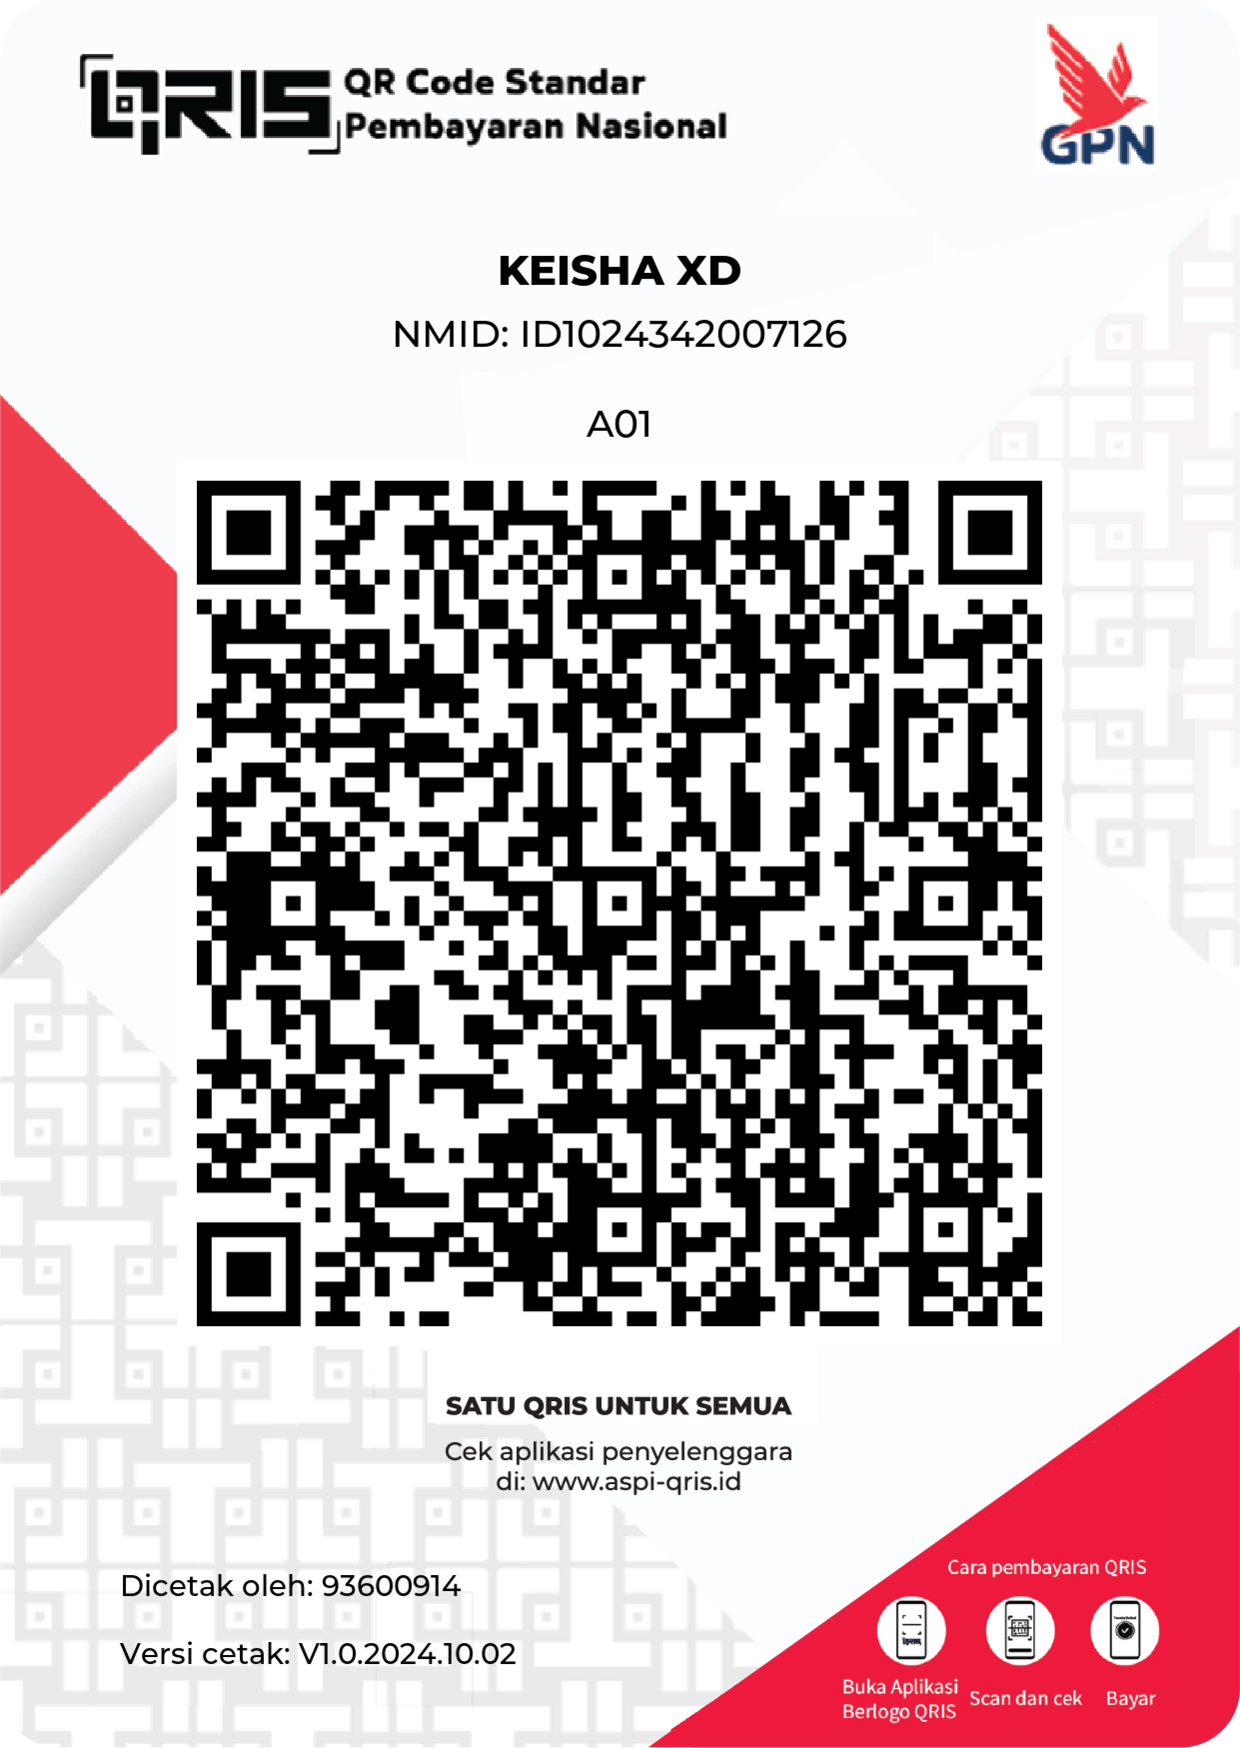 QRIS
QR Code Standar
Pembayaran Nasional
GPN
KEISHA XD
NMID: ID1024342007126
A01
SATU QRIS UNTUK SEMUA
Cek aplikasi penyelenggara
di: www.aspi-qris.id
Dicetak oleh: 93600914
Versi cetak: V1.0.2024.10.02
Cara pembayaran QRIS
Buka Aplikasi
Berlogo QRIS
Scan dan cek
Bayar